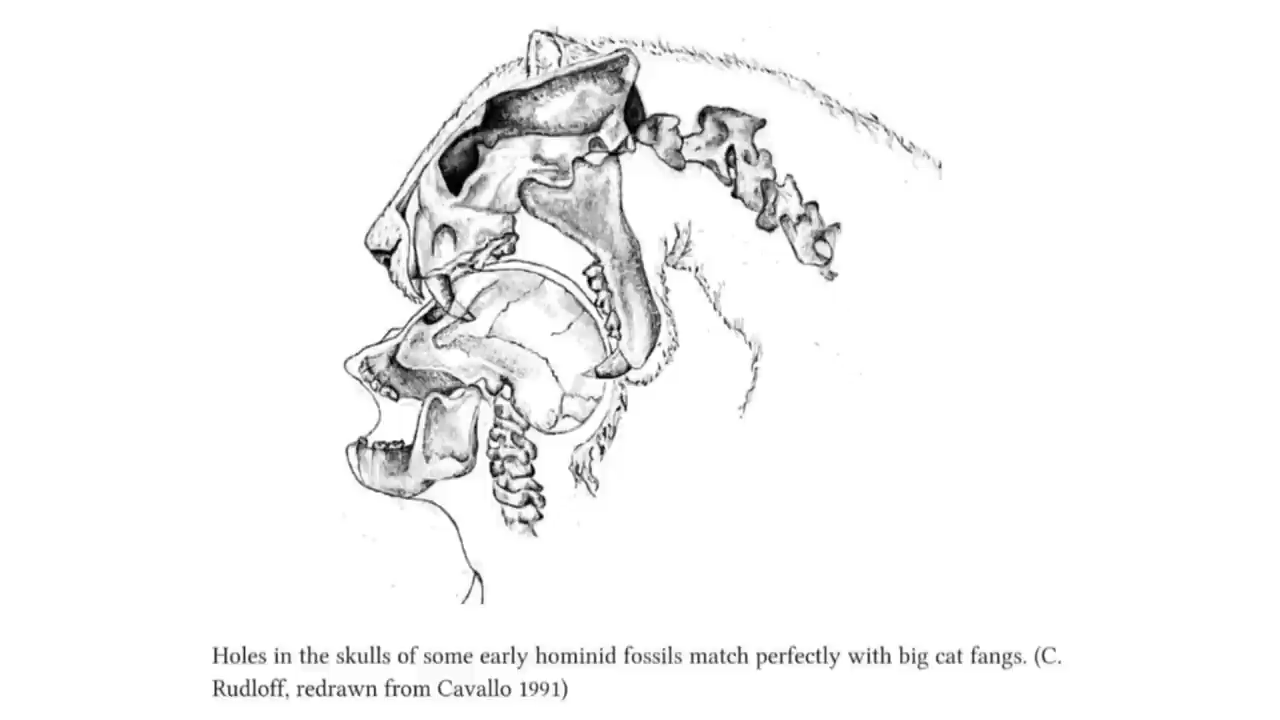 Holes in the skulls of some early hominid fossils match perfectly with big cat fangs. (C.
Rudloff, redrawn from Cavallo 1991)